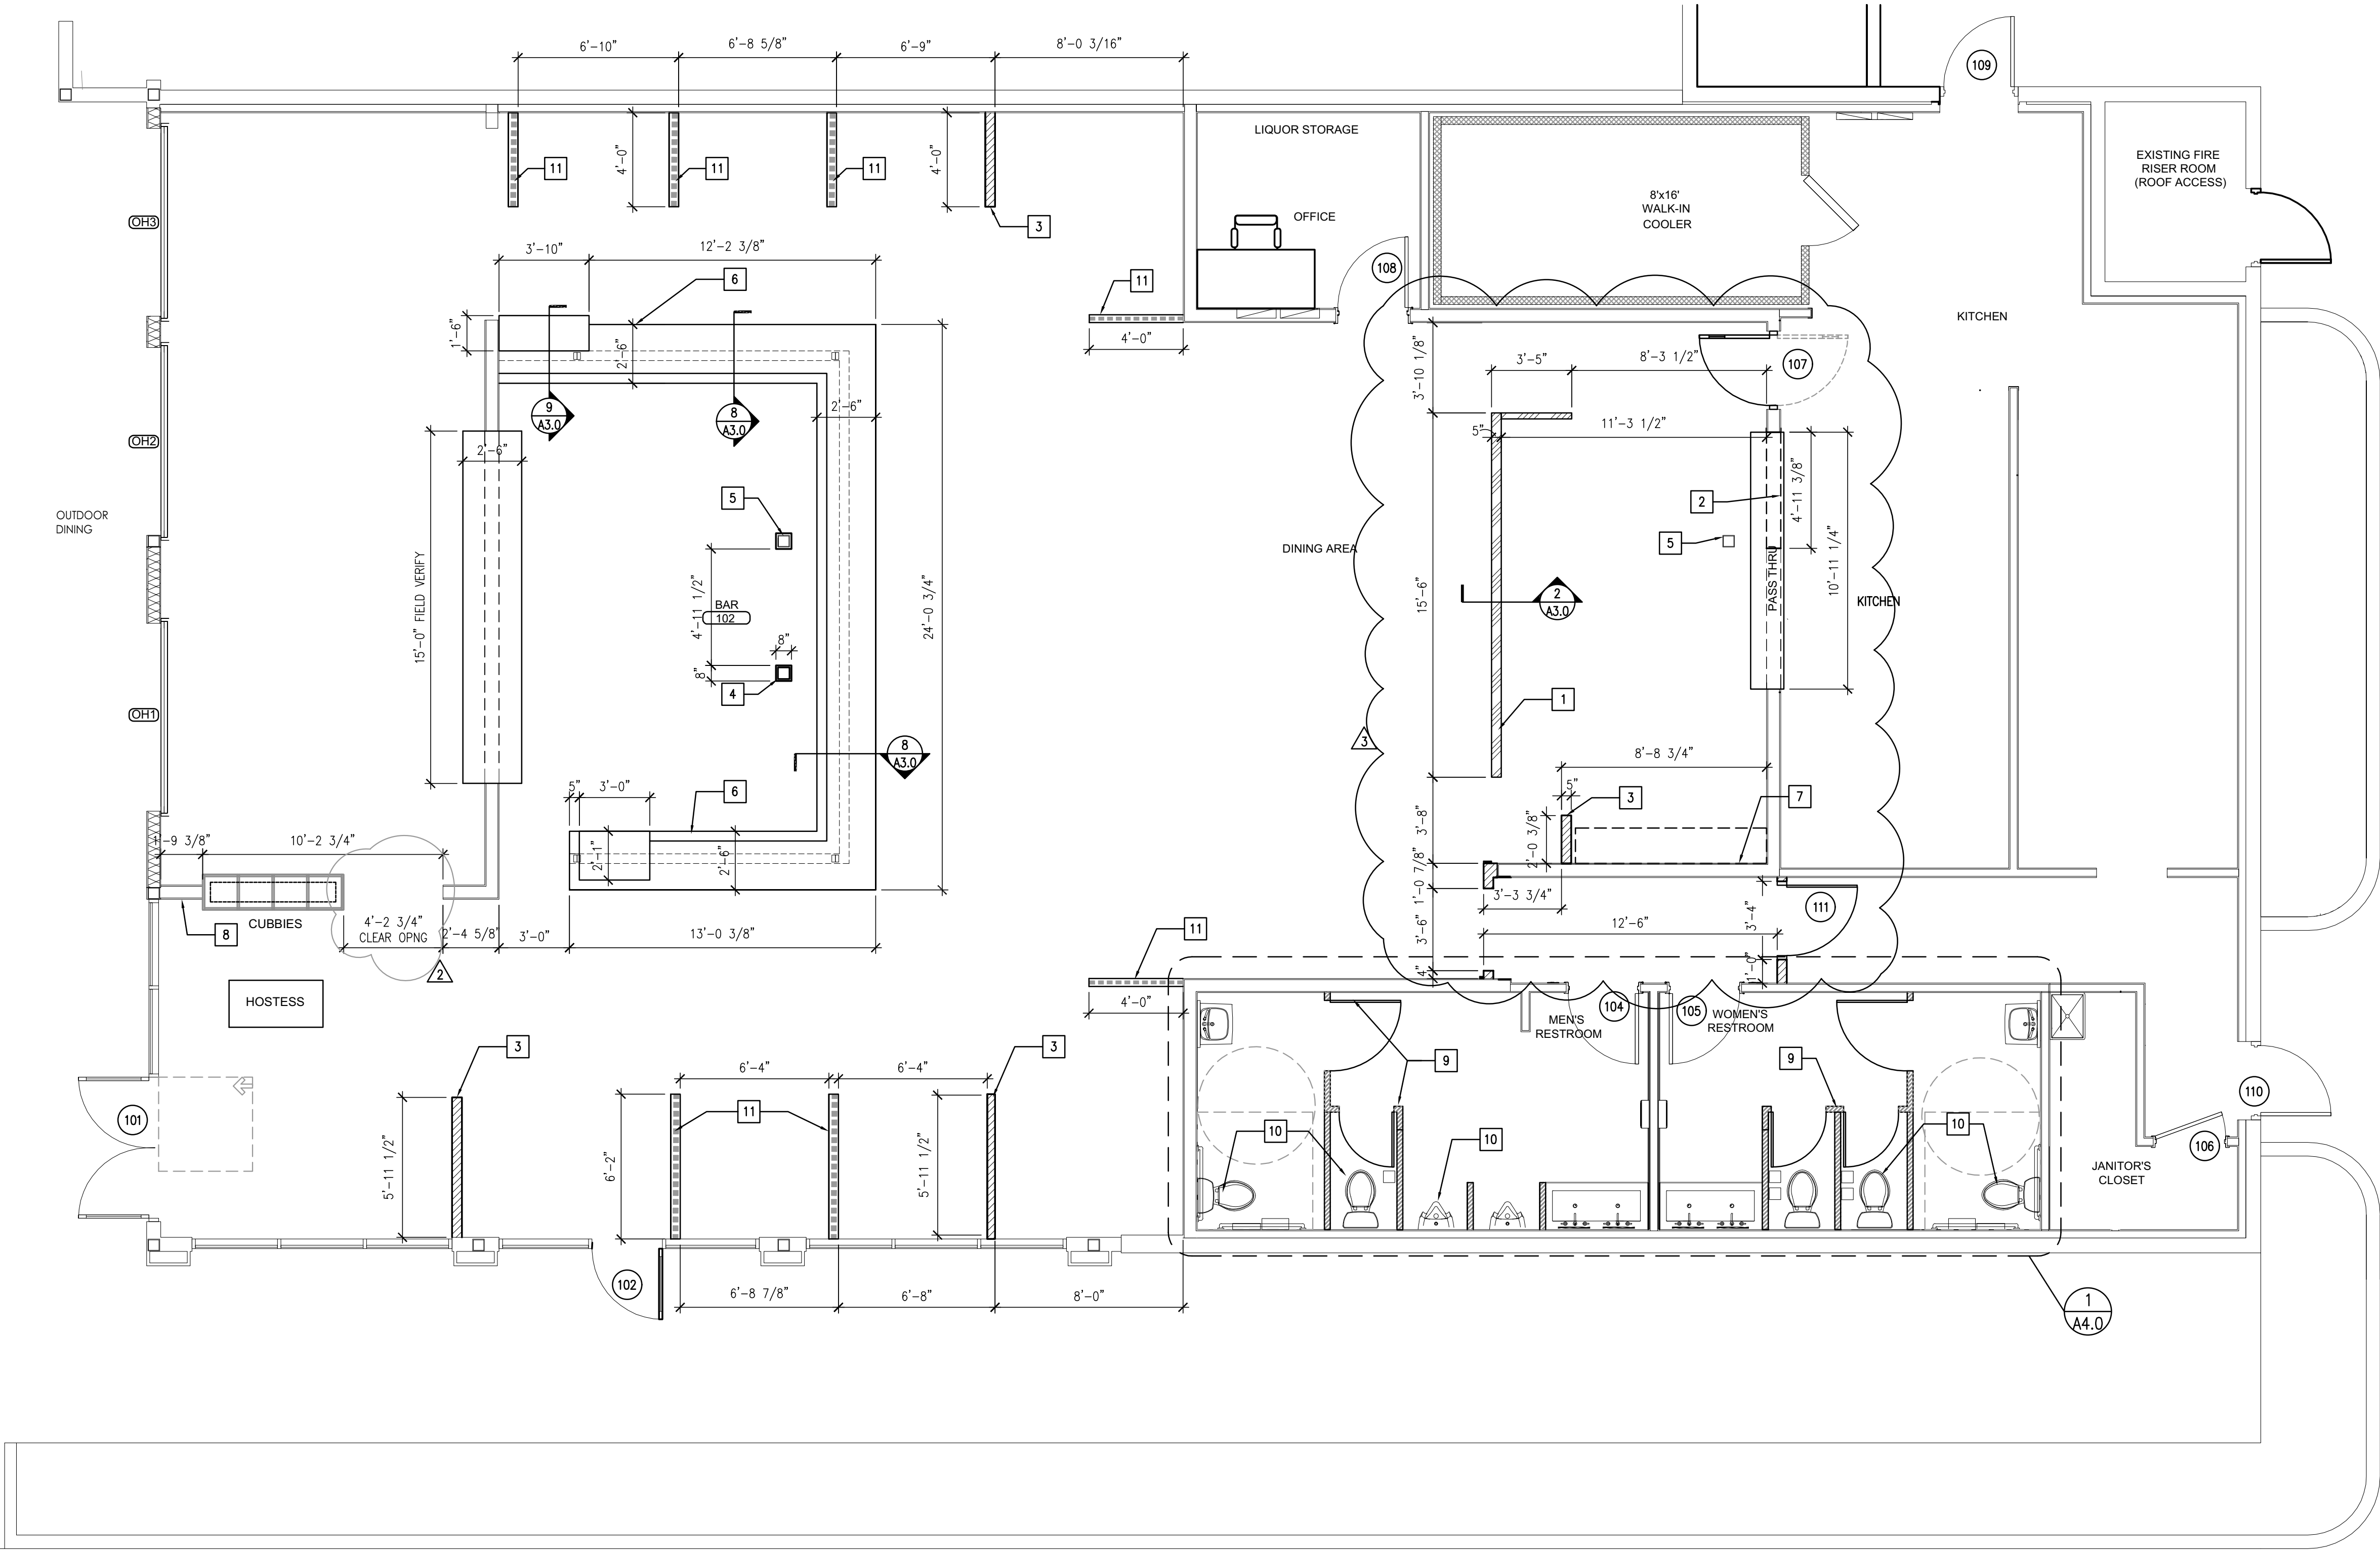 6'-10"
6'-8 5/8"
6'-9"
8'-0 3/16"
109
LIQUOR STORAGE
4'-0"
4'-0"
11
11
11
3
OFFICE
8'x16'
WALK-IN
COOLER
EXISTING FIRE
RISER ROOM
(ROOF ACCESS)
OH3
3'-10"
12'-2 3/8"
6
11
108
4'-0"
1'-6"
2'-6"
2'-6"
KITCHEN
3'-10 1/8"
3'-5"
8'-3 1/2"
107
9
A3.0
8
A3.0
OH2
2'-6"
5"
11'-3 1/2"
2
4'-11 3/8"
10'-11 1/4"
5
5
OUTDOOR
DINING
DINING AREA
PASS THRU
15'-0" FIELD VERIFY
4'-11 1/2"
BAR
102
24'-0 3/4"
15'-6"
2
A3.0
KITCHEN
8"
8"
4
1
OH1
3
8
A3.0
8'-8 3/4"
5"
3'-0"
6
5"
3
7
1'-9 3/8"
10'-2 3/4"
2'-1"
2'-6"
3'-8"
2'-0 3/8"
1'-0 7/8"
3'-3 3/4"
3'-4"
111
CUBBIES
8
4'-2 3/4"
CLEAR OPNG
2'-4 5/8"
3'-0"
13'-0 3/8"
11
3'-6"
12'-6"
1'-0"
4"
2
HOSTESS
4'-0"
104
105
MEN'S
RESTROOM
WOMEN'S
RESTROOM
3
3
6'-4"
6'-4"
9
9
101
11
110
5'-11 1/2"
6'-2"
5'-11 1/2"
10
10
10
106
JANITOR'S
CLOSET
102
6'-8 7/8"
6'-8"
8'-0"
1
A4.0